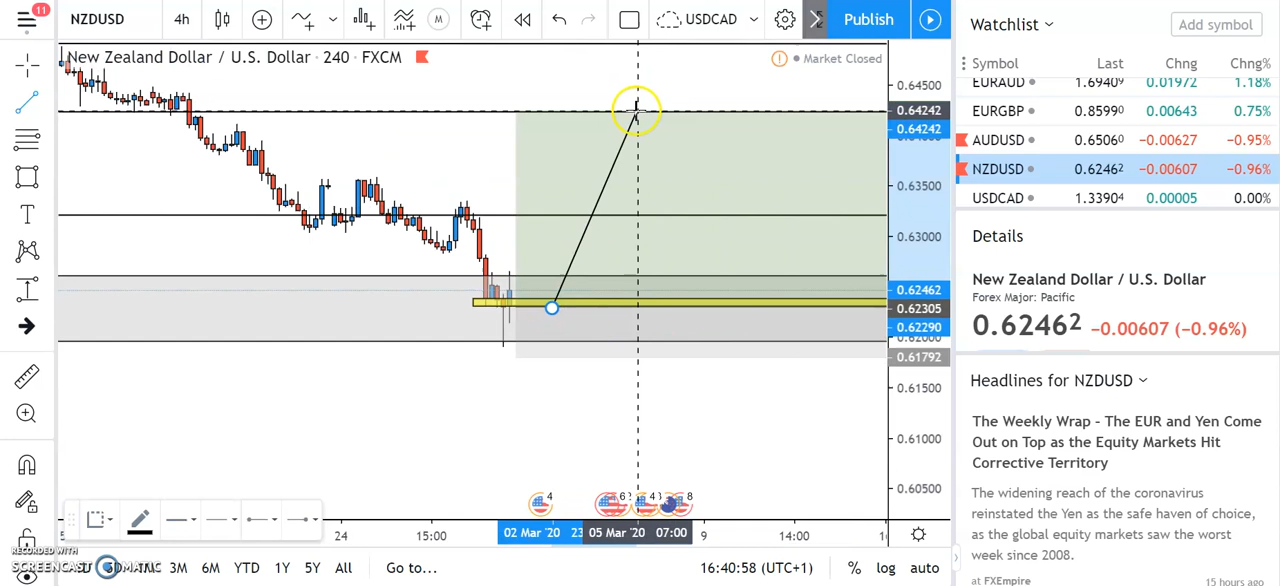 11
NZDUSD
4h
M
USDCAD
Publish
New Zealand Dollar / U.S. Dollar · 240 · FXCM
! Market Closed
0.64500
0.64242
0.64242
0.63500
0.63000
0.62462
0.62305
0.62290
0.61792
0.61500
0.61000
0.60500
4
6
4
8
24
15:00
02 Mar '20
23
05 Mar '20 07:00
9
14:00
3M 6M YTD 1Y 5Y All Go to...
16:40:58 (UTC+1) % log auto
RECORDED WITH
SCREENCAST MATIC
Watchlist
Add symbol
Symbol Last Chng Chng%
EURAUD 1.69409 0.01972 1.18%
EURGBP 0.85990 0.00643 0.75%
AUDUSD 0.65060 −0.00627 −0.95%
NZDUSD 0.62462 −0.00607 −0.96%
USDCAD 1.33904 0.00005 0.00%
Details
New Zealand Dollar / U.S. Dollar
Forex Major: Pacific
0.62462 −0.00607 (−0.96%)
Headlines for NZDUSD
The Weekly Wrap - The EUR and Yen Come
Out on Top as the Equity Markets Hit
Corrective Territory
The widening reach of the coronavirus
reinstated the Yen as the safe haven of choice,
as the global equity markets saw the worst
week since 2008.
at FXEmpire
15 hours ago